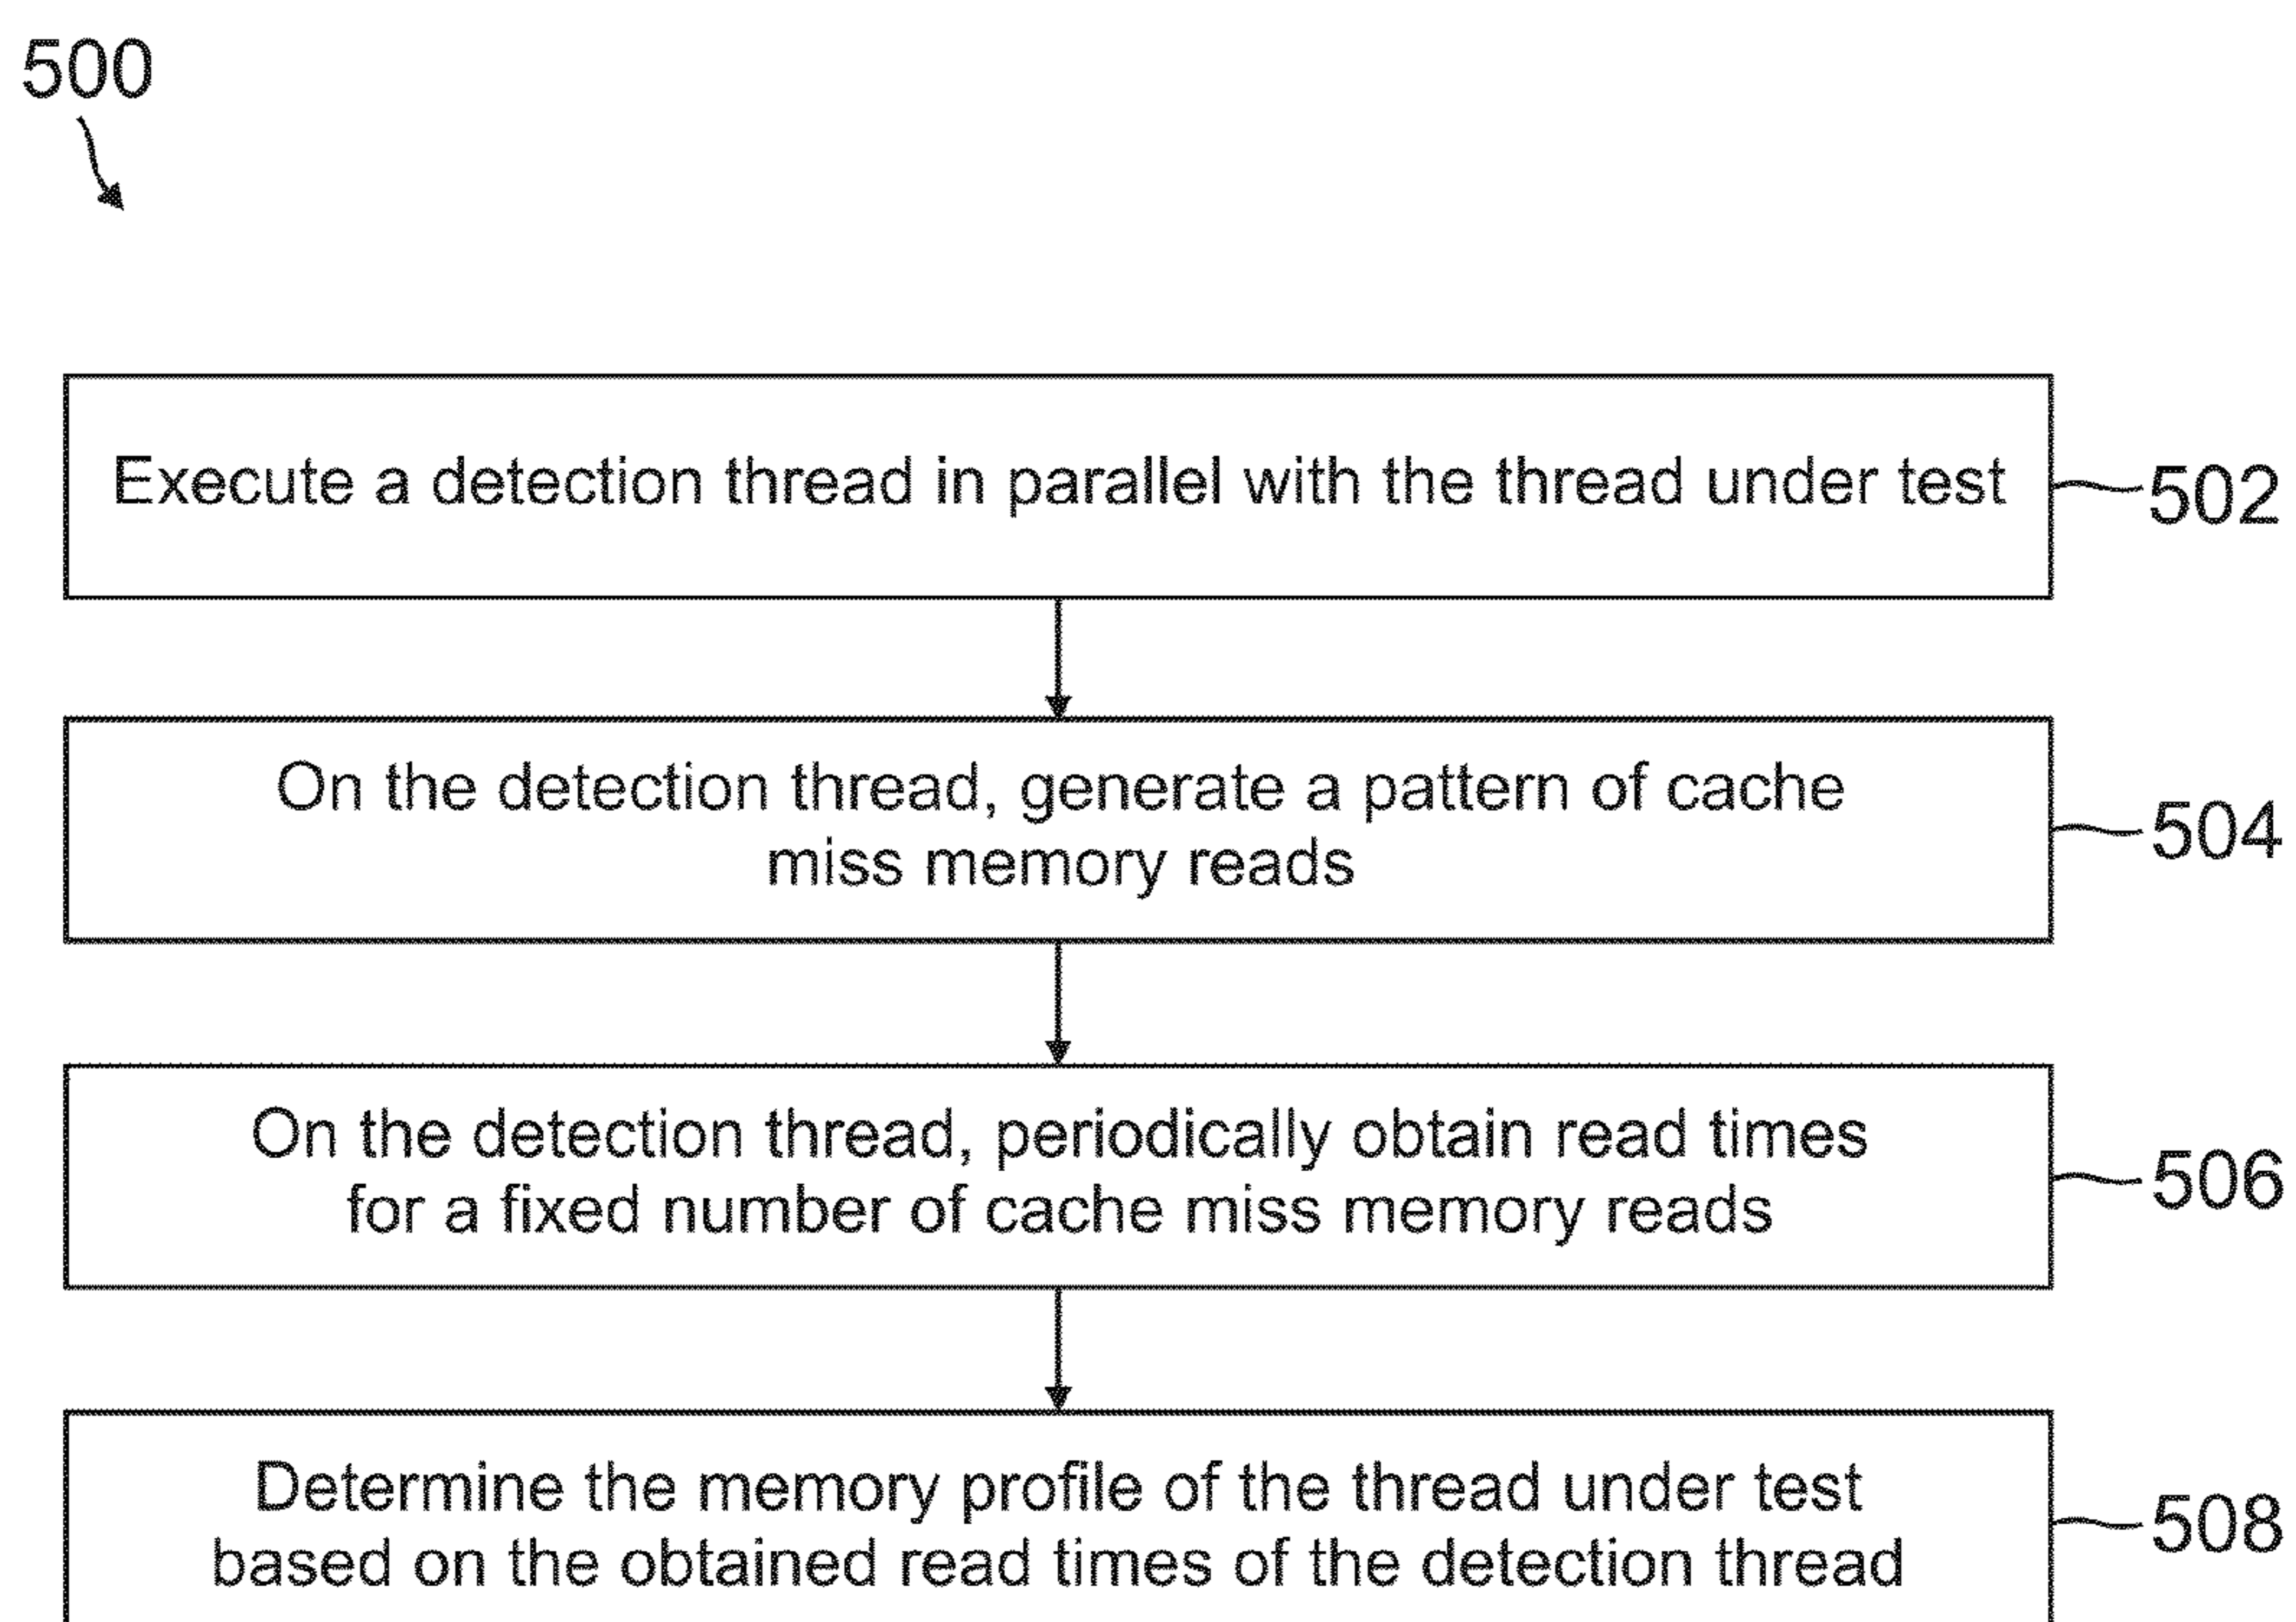 500
Execute a detection thread in parallel with the thread under test
502
On the detection thread, generate a pattern of cache
miss memory reads
504
On the detection thread, periodically obtain read times
for a fixed number of cache miss memory reads
506
Determine the memory profile of the thread under test
based on the obtained read times of the detection thread
508